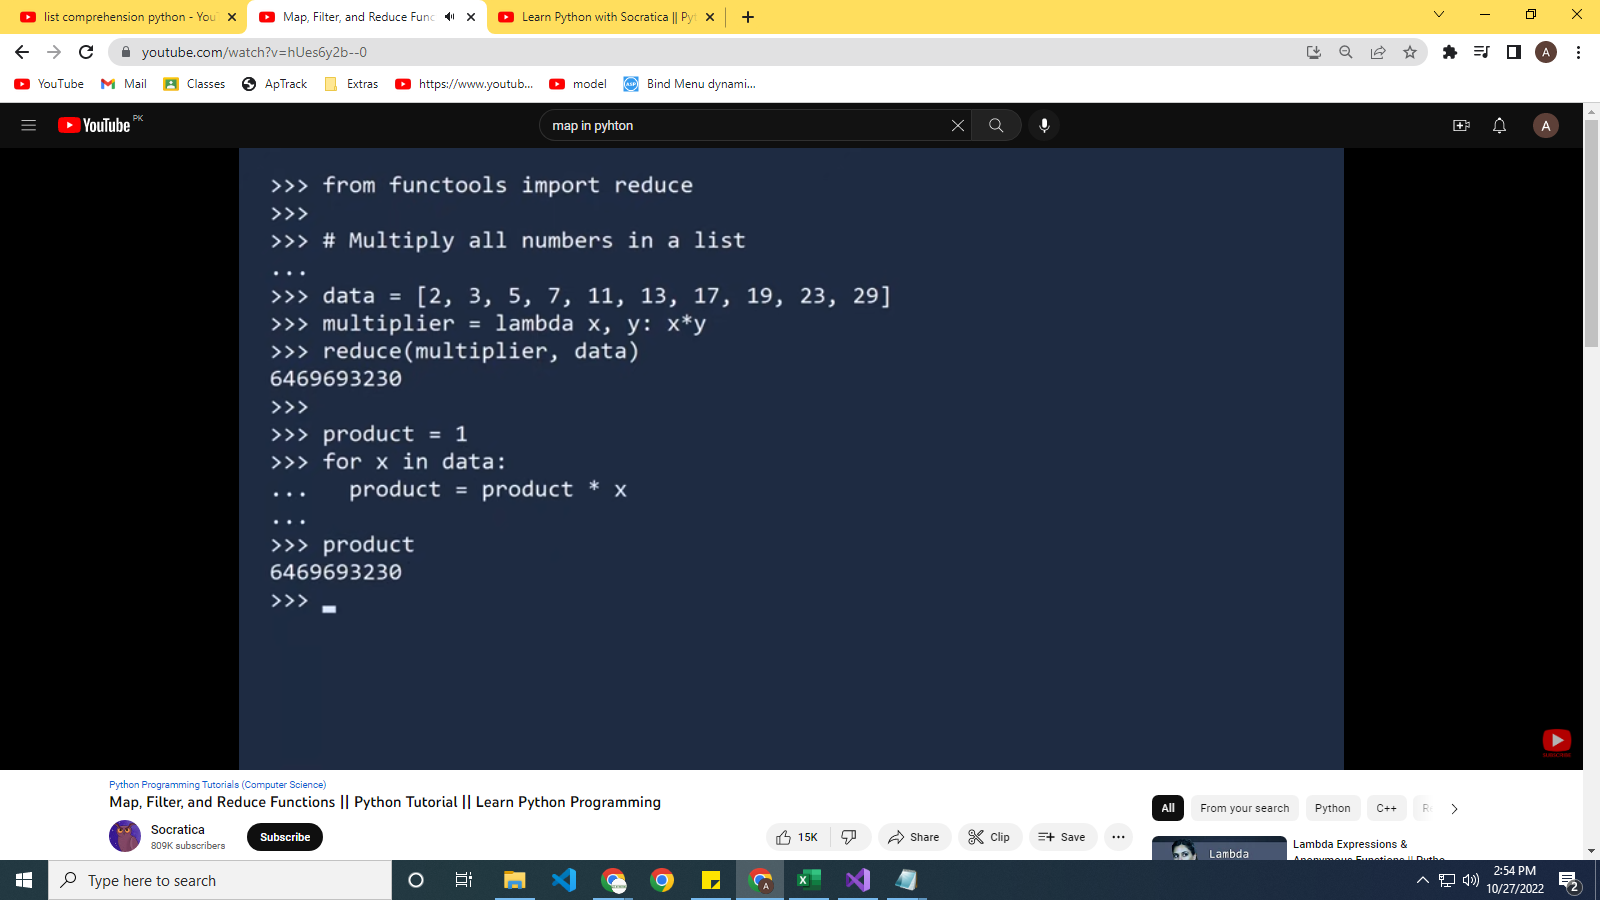 list comprehension python - You
Map, Filter, and Reduce Func
Learn Python with Socratica || Pyt
youtube.com/watch?v=hUes6y2b--0
A
YouTube
Mail
Classes
ApTrack
Extras
https://www.youtub...
model
Bind Menu dynami...
YouTube PK
map in pyhton
A
>>> from functools import reduce
>>>
>>> # Multiply all numbers in a list
...
>>> data = [2, 3, 5, 7, 11, 13, 17, 19, 23, 29]
>>> multiplier = lambda x, y: x*y
>>> reduce(multiplier, data)
6469693230
>>>
>>> product = 1
>>> for x in data:
...   product = product * x
...
>>> product
6469693230
>>>
Python Programming Tutorials (Computer Science)
Map, Filter, and Reduce Functions || Python Tutorial || Learn Python Programming
Socratica
809K subscribers
Subscribe
15K
Share
Clip
Save
All
From your search
Python
C++
Lambda
Lambda Expressions &
Anonymous Functions || Pytho
Type here to search
A
2:54 PM
10/27/2022
2